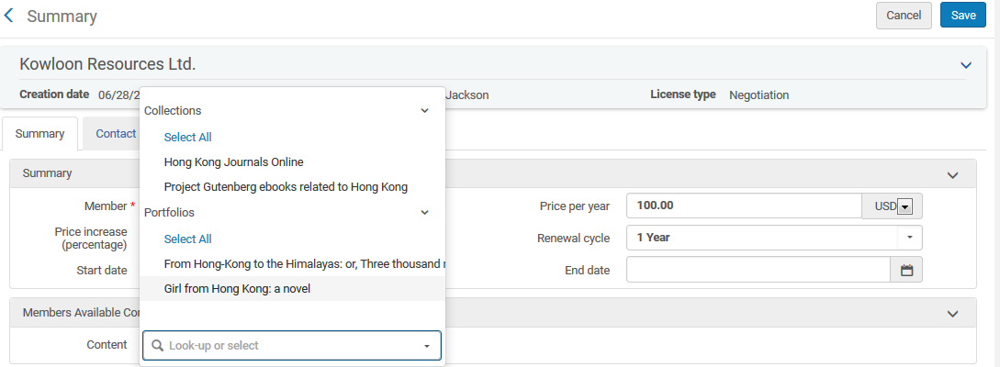 Summary
Cancel
Save
Kowloon Resources Ltd.
Creation date 06/28/2
Jackson
License type Negotiation
Summary
Contact
Collections
Select All
Hong Kong Journals Online
Project Gutenberg ebooks related to Hong Kong
Portfolios
Select All
From Hong-Kong to the Himalayas: or, Three thousand
Girl from Hong Kong: a novel
Look-up or select
Summary
Member *
Price increase
(percentage)
Start date
Price per year 100.00 USD
Renewal cycle 1 Year
End date
Members Available
Content